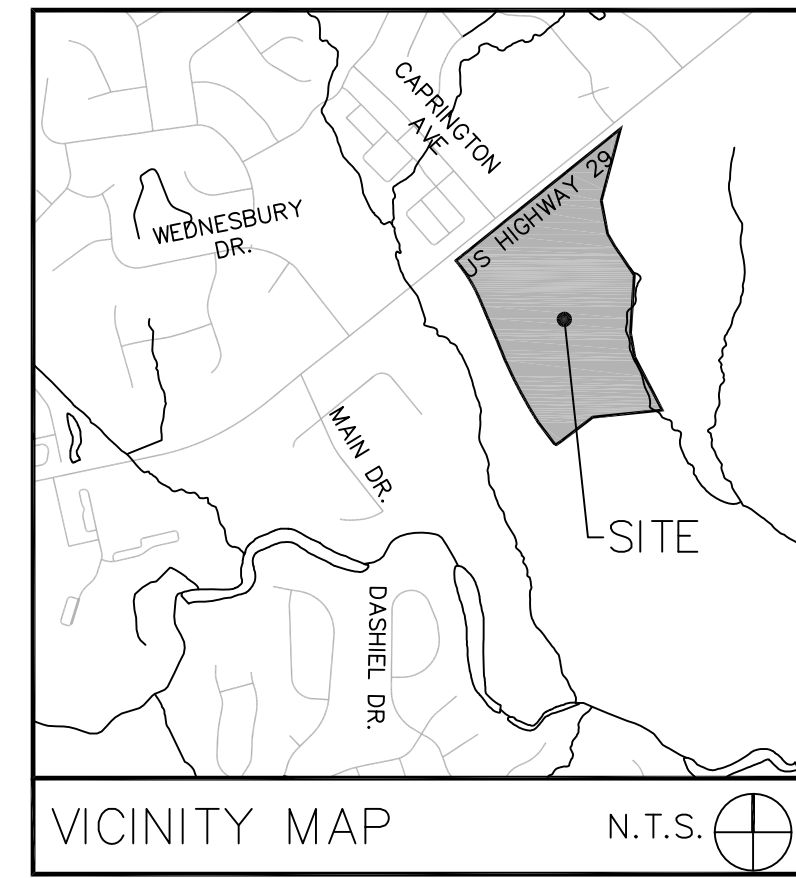 CAPRINGTON
AVE
US HIGHWAY 29
WEDNESBURY
DR.
MAIN DR.
SITE
DASHIEL DR.
VICINITY MAP
N.T.S.